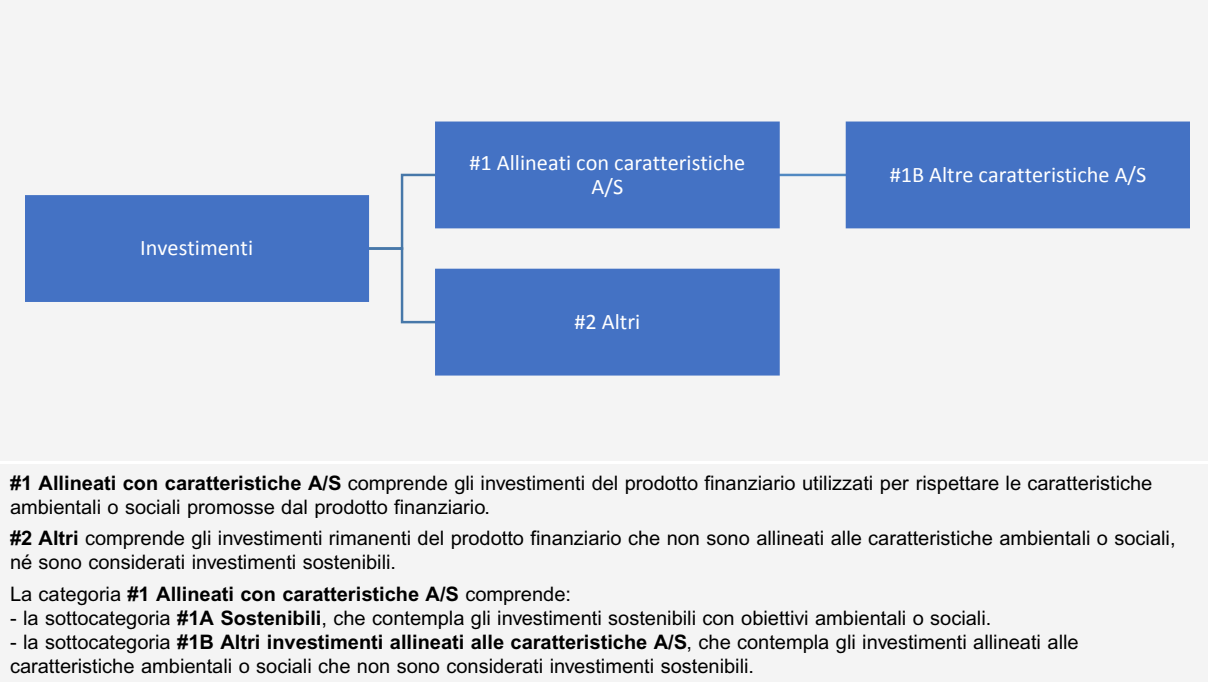 #1 Allineati con caratteristiche
A/S
#1B Altre caratteristiche A/S
Investimenti
#2 Altri
#1 Allineati con caratteristiche A/S comprende gli investimenti del prodotto finanziario utilizzati per rispettare le caratteristiche
ambientali o sociali promosse dal prodotto finanziario.
#2 Altri comprende gli investimenti rimanenti del prodotto finanziario che non sono allineati alle caratteristiche ambientali o sociali,
né sono considerati investimenti sostenibili.
La categoria #1 Allineati con caratteristiche A/S comprende:
- la sottocategoria #1A Sostenibili, che contempla gli investimenti sostenibili con obiettivi ambientali o sociali.
- la sottocategoria #1B Altri investimenti allineati alle caratteristiche A/S, che contempla gli investimenti allineati alle
caratteristiche ambientali o sociali che non sono considerati investimenti sostenibili.